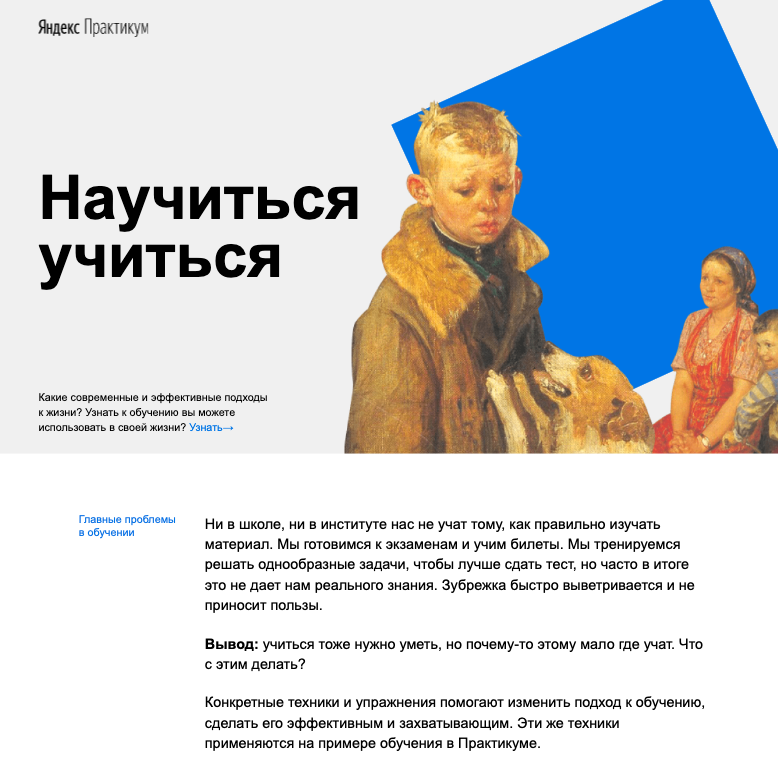 Яндекс Практикум
Научиться
учиться
Какие современные и эффективные подходы
к жизни? Узнать к обучению вы можете
использовать в своей жизни? Узнать→
Главные проблемы
в обучении
Ни в школе, ни в институте нас не учат тому, как правильно изучать
материал. Мы готовимся к экзаменам и учим билеты. Мы тренируемся
решать однообразные задачи, чтобы лучше сдать тест, но часто в итоге
это не дает нам реального знания. Зубрежка быстро выветривается и не
приносит пользы.
Вывод: учиться тоже нужно уметь, но почему-то этому мало где учат. Что
с этим делать?
Конкретные техники и упражнения помогают изменить подход к обучению,
сделать его эффективным и захватывающим. Эти же техники
применяются на примере обучения в Практикуме.